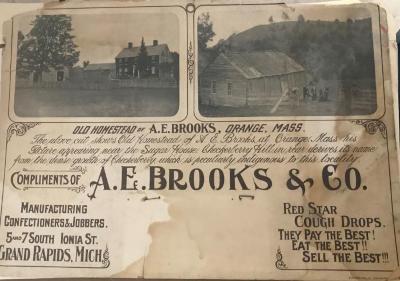 OLD HOMESTEAD OF A.E. BROOKS, ORANGE, MASS.
The above cut shows Old Homestead of A.E. Brooks at Orange, Mass. his
Picture appearing near the Sugar House. Checkerberry Hill in rear derives its name
from the dense growth of Checkerberry which is peculiarly indigenous to this locality.
COMPLIMENTS OF A.E. BROOKS & CO.
MANUFACTURING
CONFECTIONERS & JOBBERS.
5 AND 7 SOUTH IONIA ST.
GRAND RAPIDS, MICH.
RED STAR
COUGH DROPS.
THEY PAY THE BEST!
EAT THE BEST!!
SELL THE BEST!!!